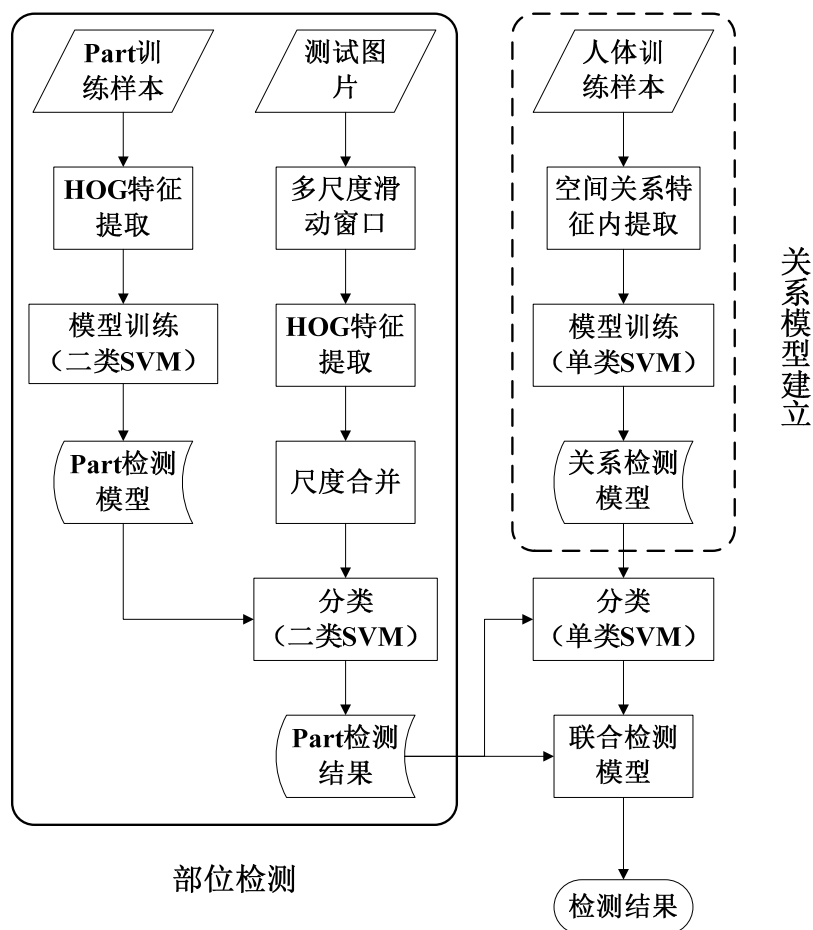 Part训
练样本
HOG特征
提取
模型训练
（二类SVM）
Part检测
模型
测试图
片
多尺度滑
动窗口
HOG特征
提取
尺度合并
分类
（二类SVM）
Part检测
结果
部位检测
人体训
练样本
空间关系特
征内提取
模型训练
（单类SVM）
关系检测
模型
关系模型建立
分类
（单类SVM）
联合检测
模型
检测结果